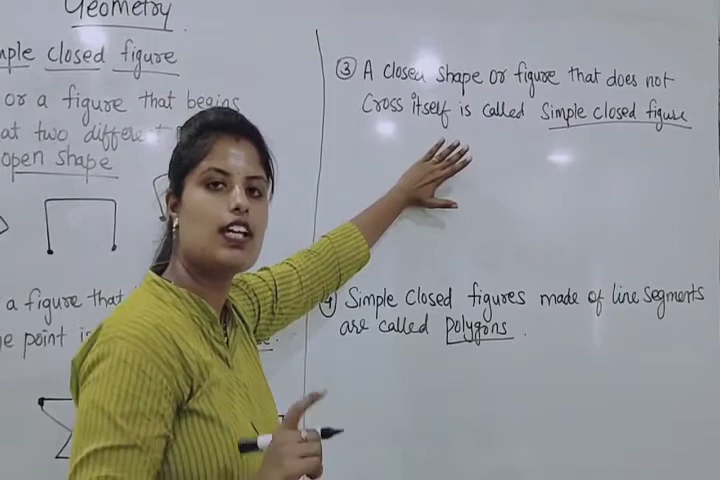 Geometry
Simple closed figure
or a figure that begins
at two differe
open shape
a figure that
point is
③ A closed shape or figure that does not
Cross itself is called Simple closed figure
④ Simple closed figures made of line segments
are called polygons.